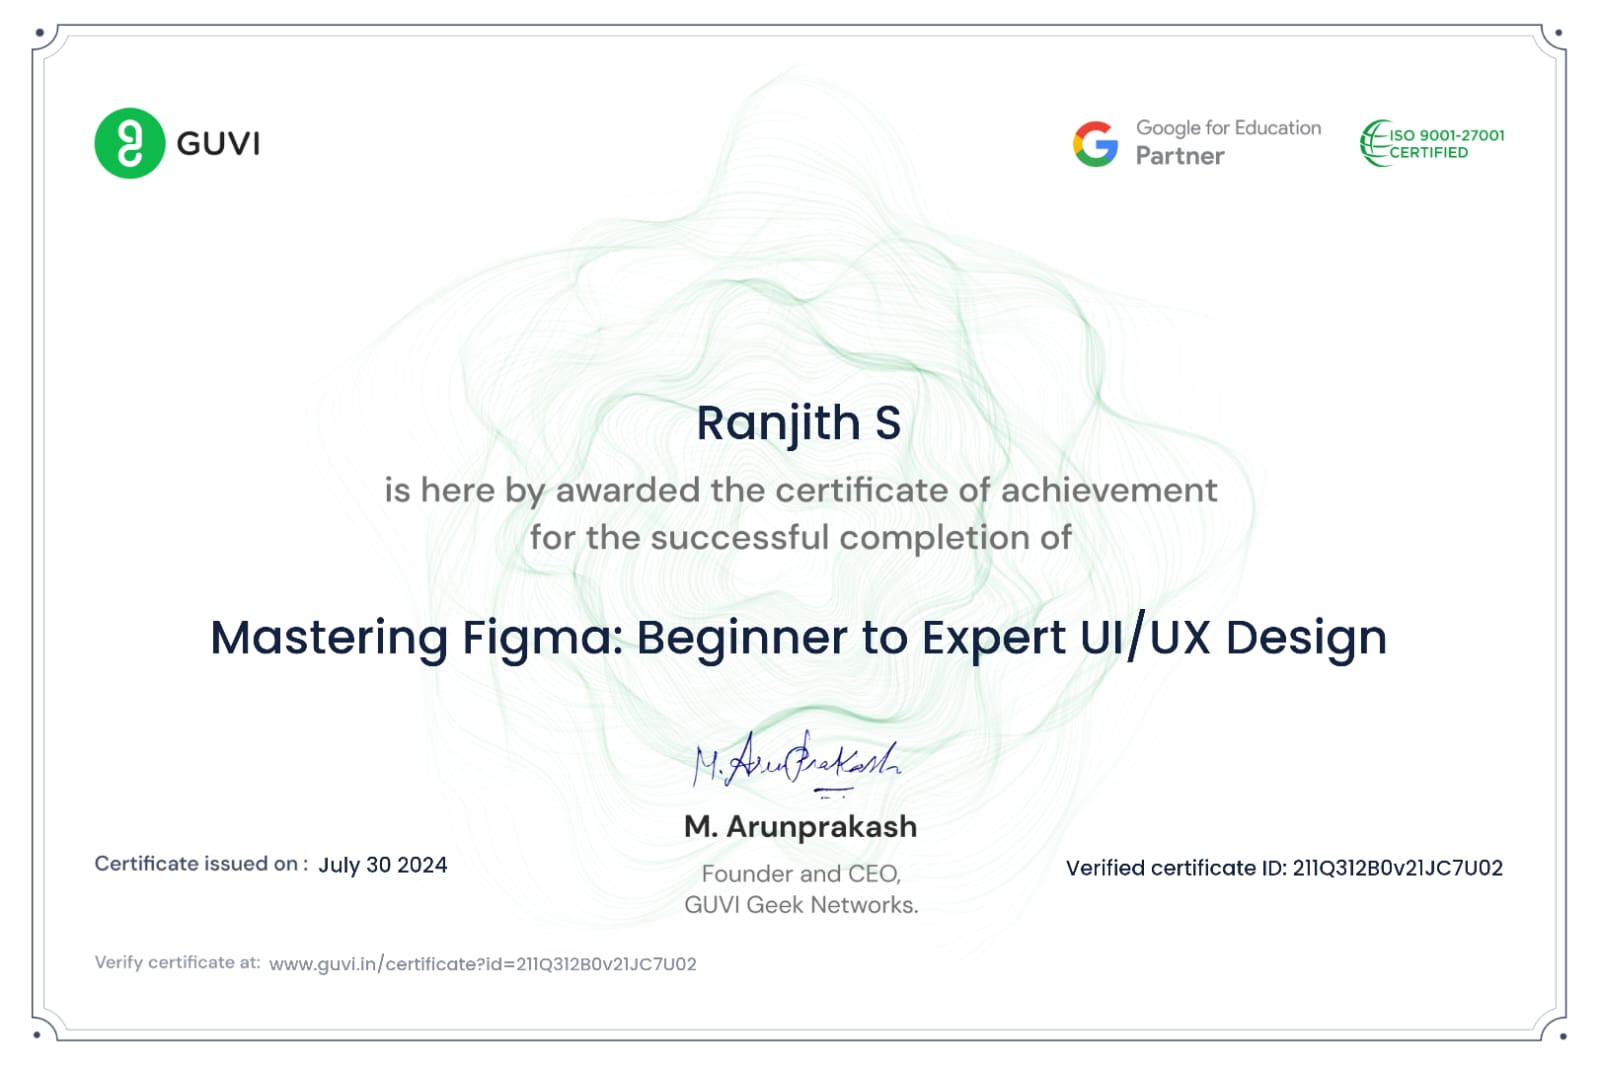 GUVI
Google for Education
Partner
ISO 9001-27001
CERTIFIED
Ranjith S
is here by awarded the certificate of achievement
for the successful completion of
Mastering Figma: Beginner to Expert UI/UX Design
M. Arunprakash
M. Arunprakash
Founder and CEO,
GUVI Geek Networks.
Certificate issued on : July 30 2024
Verified certificate ID: 211Q312B0v21JC7U02
Verify certificate at: www.guvi.in/certificate?id=211Q312B0v21JC7U02